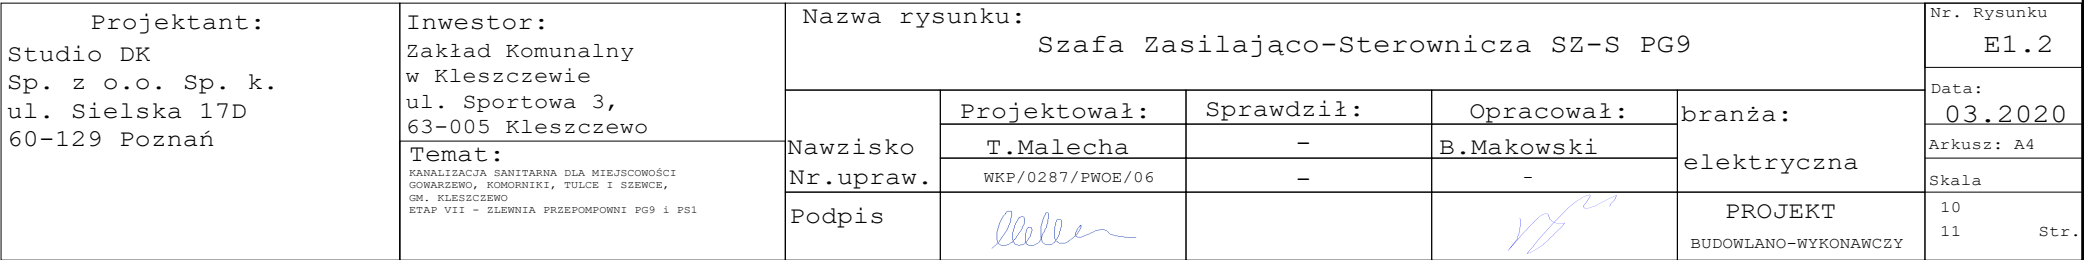 Projektant:
Studio DK
Sp. z o.o. Sp. k.
ul. Sielska 17D
60-129 Poznań
Inwestor:
Zakład Komunalny
w Kleszczewie
ul. Sportowa 3,
63-005 Kleszczewo
Temat:
KANALIZACJA SANITARNA DLA MIEJSCOWOŚCI
GOWARZEWO, KOMORNIKI, TULCE I SZEWCE,
GM. KLESZCZEWO
ETAP VII - ZLEWNIA PRZEPOMPOWNI PG9 i PS1
Nazwa rysunku:
Szafa Zasilająco-Sterownicza SZ-S PG9
Projektował: Sprawdził: Opracował:
Nawzisko T.Malecha - B.Makowski
Nr.upraw. WKP/0287/PWOE/06 - -
Podpis
branża:
elektryczna
PROJEKT
BUDOWLANO-WYKONAWCZY
Nr. Rysunku
E1.2
Data:
03.2020
Arkusz: A4
Skala
10
11 Str.